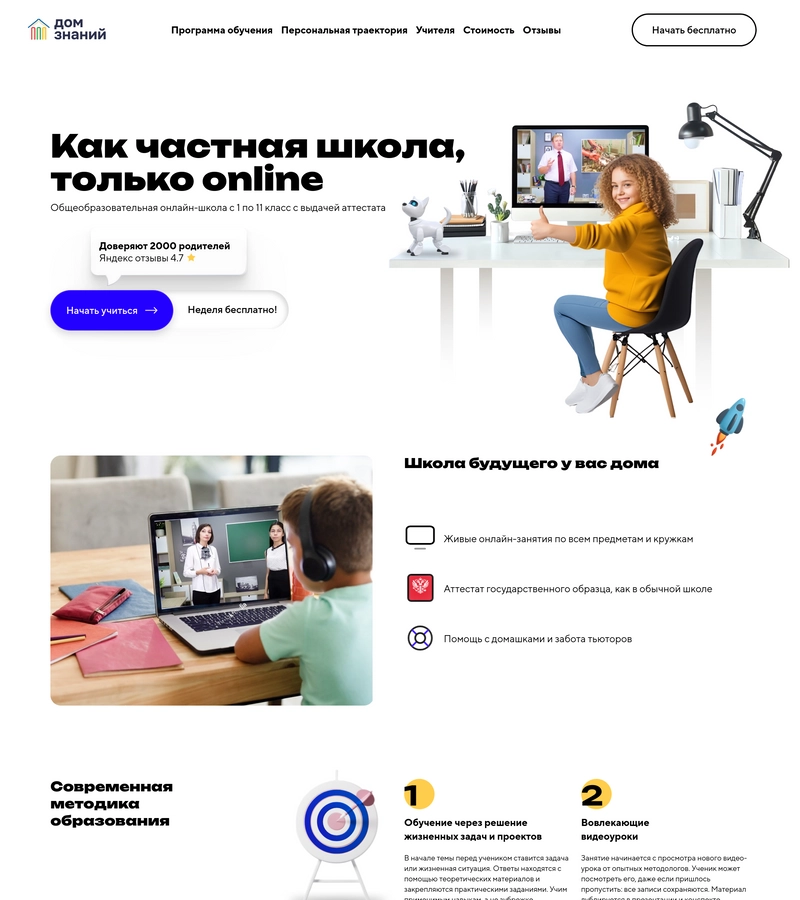 дом
знаний
Программа обучения Персональная траектория Учителя Стоимость Отзывы
Начать бесплатно
Как частная школа,
только online
Общеобразовательная онлайн-школа с 1 по 11 класс с выдачей аттестата
Доверяют 2000 родителей
Яндекс отзывы 4.7
Начать учиться
Неделя бесплатно!
Школа будущего у вас дома
Живые онлайн-занятия по всем предметам и кружкам
Аттестат государственного образца, как в обычной школе
Помощь с домашками и забота тьюторов
Современная
методика
образования
1
Обучение через решение
жизненных задач и проектов
В начале темы перед учеником ставится задача
или жизненная ситуация. Ответы находятся с
помощью теоретических материалов и
закрепляются практическими заданиями. Учим
2
Вовлекающие
видеоуроки
Занятие начинается с просмотра нового видео-
урока от опытных методологов. Ученик может
посмотреть его, даже если пришлось
пропустить: все записи сохраняются. Материал